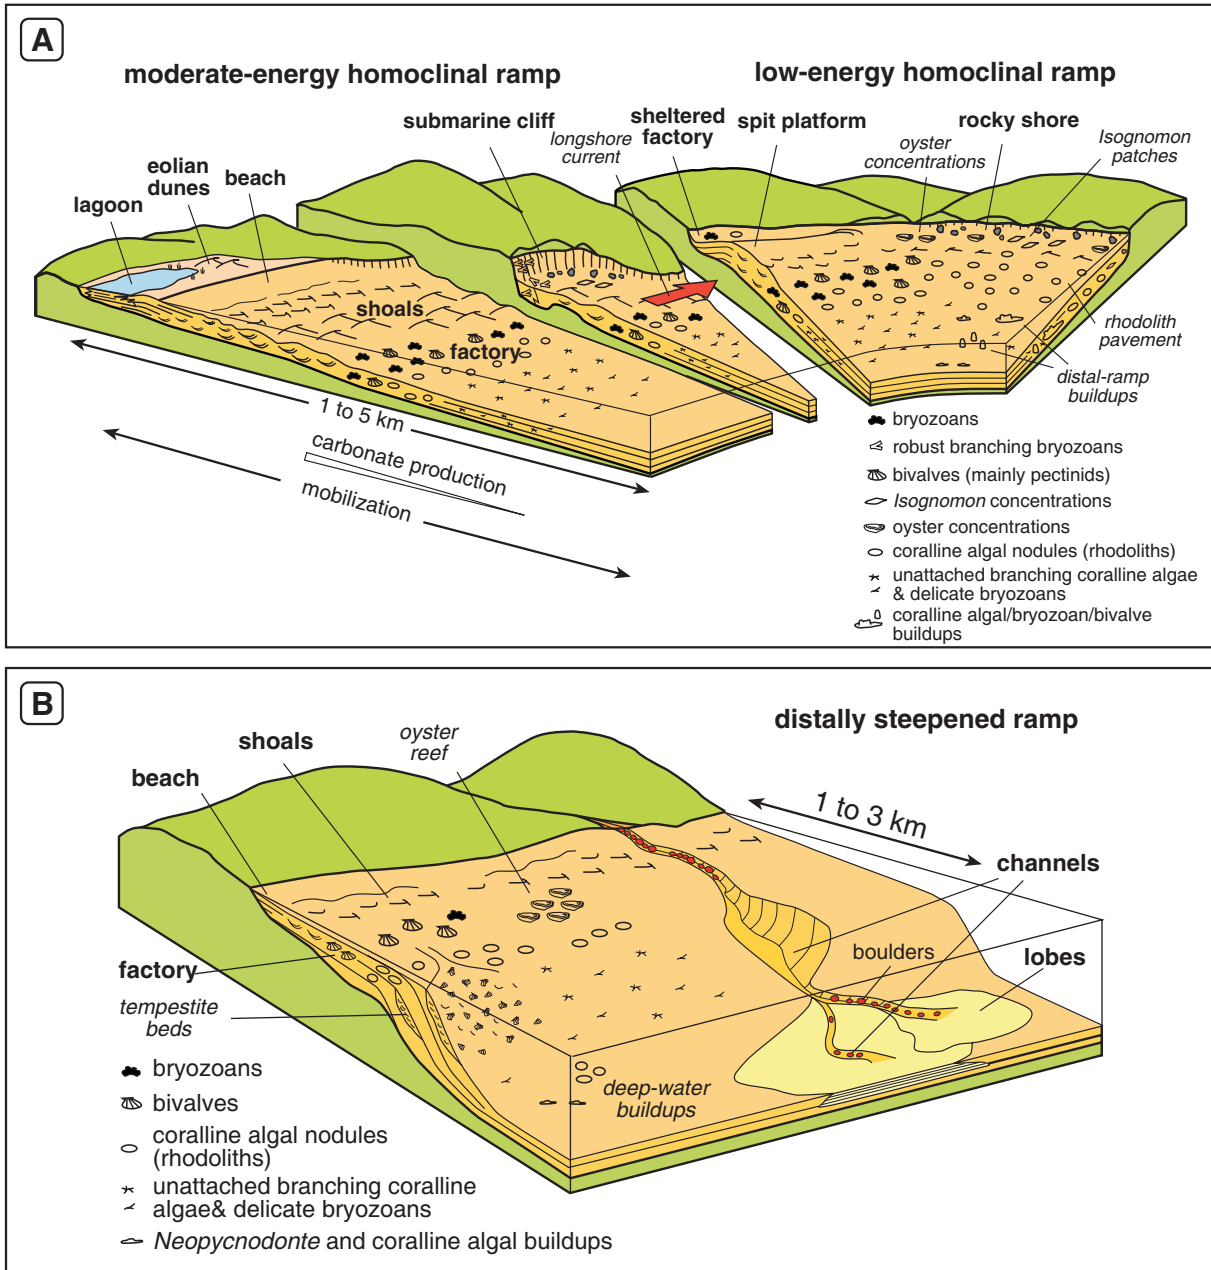 A
moderate-energy homoclinal ramp
low-energy homoclinal ramp
submarine cliff
longshore
current
sheltered
factory
spit platform
oyster
concentrations
rocky shore
Isognomon
patches
eolian
dunes
beach
lagoon
shoals
factory
rhodolith
pavement
distal-ramp
buildups
1 to 5 km
carbonate production
mobilization
bryozoans
robust branching bryozoans
bivalves (mainly pectinids)
Isognomon concentrations
oyster concentrations
coralline algal nodules (rhodoliths)
unattached branching coralline algae
& delicate bryozoans
coralline algal/bryozoan/bivalve
buildups
B
distally steepened ramp
oyster
reef
shoals
beach
1 to 3 km
channels
boulders
lobes
factory
tempestite
beds
deep-water
buildups
bryozoans
bivalves
coralline algal nodules
(rhodoliths)
unattached branching coralline
algae& delicate bryozoans
Neopycnodonte and coralline algal buildups